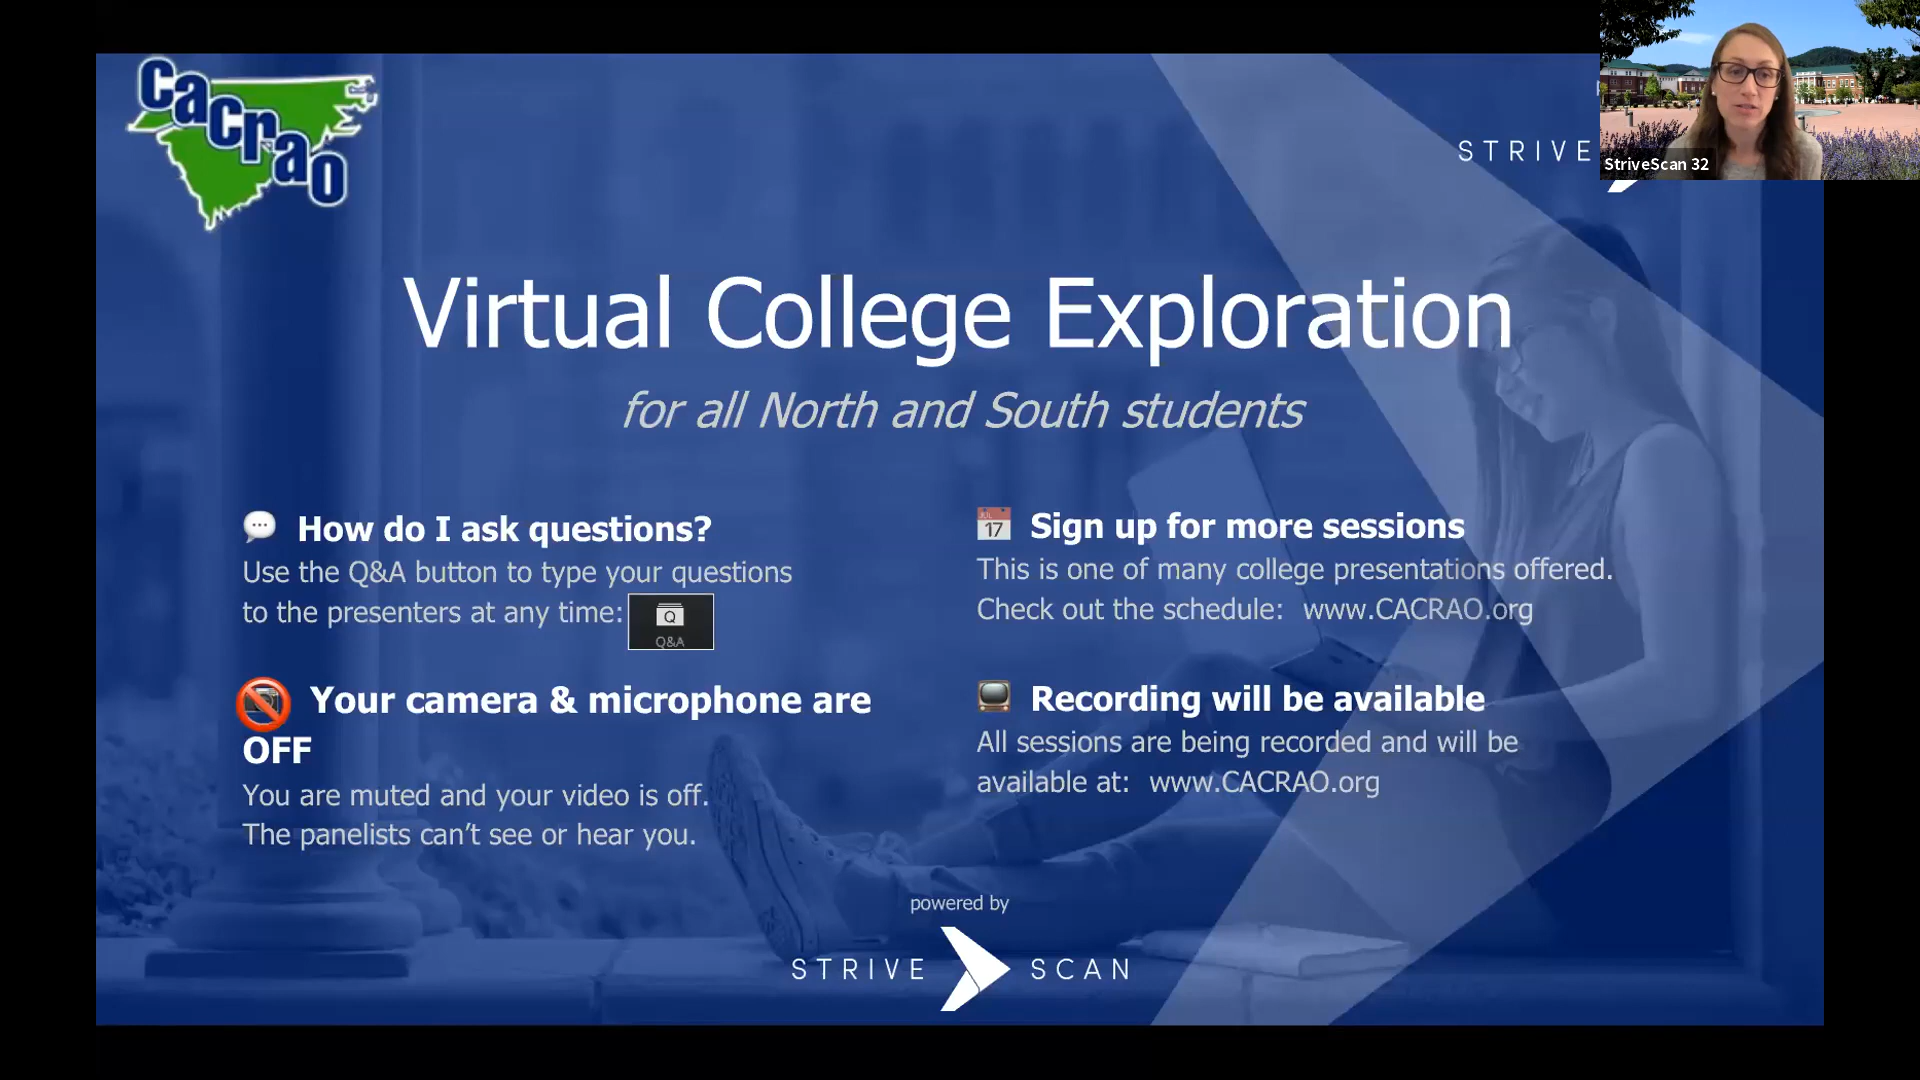 cacrao
STRIVE
StriveScan 32
Virtual College Exploration
for all North and South students
How do I ask questions?
Use the Q&A button to type your questions
to the presenters at any time:
Q
Q&A
Your camera & microphone are
OFF
You are muted and your video is off.
The panelists can’t see or hear you.
JUL
17
Sign up for more sessions
This is one of many college presentations offered.
Check out the schedule: www.CACRAO.org
Recording will be available
All sessions are being recorded and will be
available at: www.CACRAO.org
powered by
STRIVE SCAN